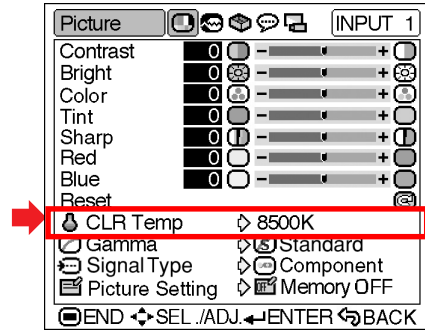 Picture INPUT 1
Contrast 0 - +
Bright 0 - +
Color 0 - +
Tint 0 - +
Sharp 0 - +
Red 0 - +
Blue 0 - +
Reset
CLR Temp 8500K
Gamma Standard
Signal Type Component
Picture Setting Memory OFF
END SEL./ADJ. ENTER BACK